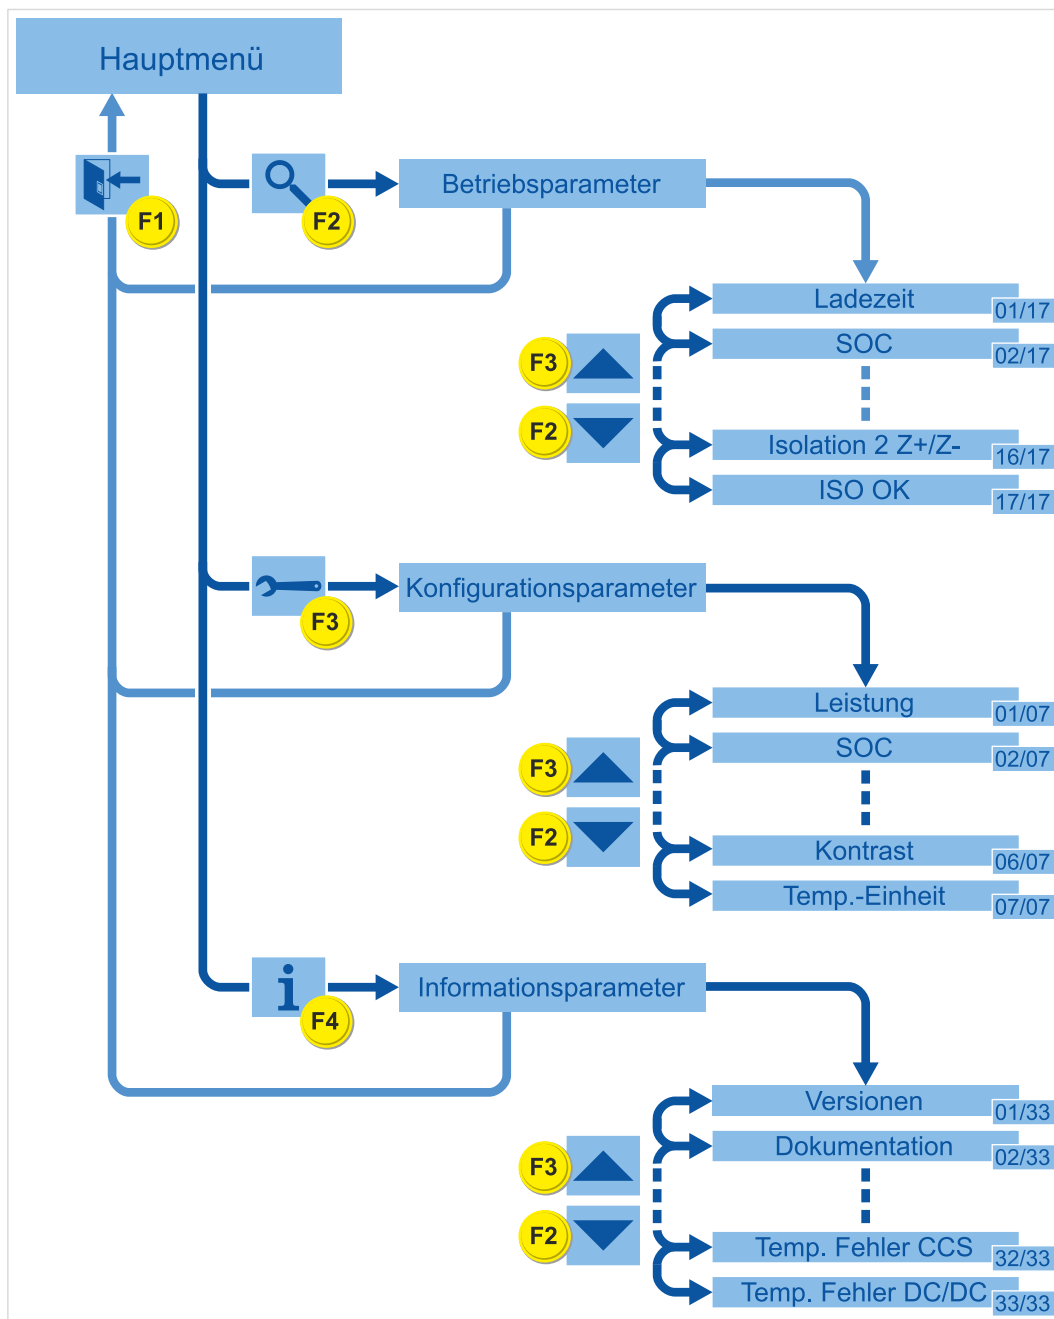 Hauptmenü
F1
F2
Betriebsparameter
Ladezeit
01/17
SOC
02/17
F3
F2
Isolation 2 Z+/Z-
16/17
ISO OK
17/17
F3
Konfigurationsparameter
Leistung
01/07
SOC
02/07
F3
F2
Kontrast
06/07
Temp.-Einheit
07/07
i
F4
Informationsparameter
Versionen
01/33
Dokumentation
02/33
F3
F2
Temp. Fehler CCS
32/33
Temp. Fehler DC/DC
33/33